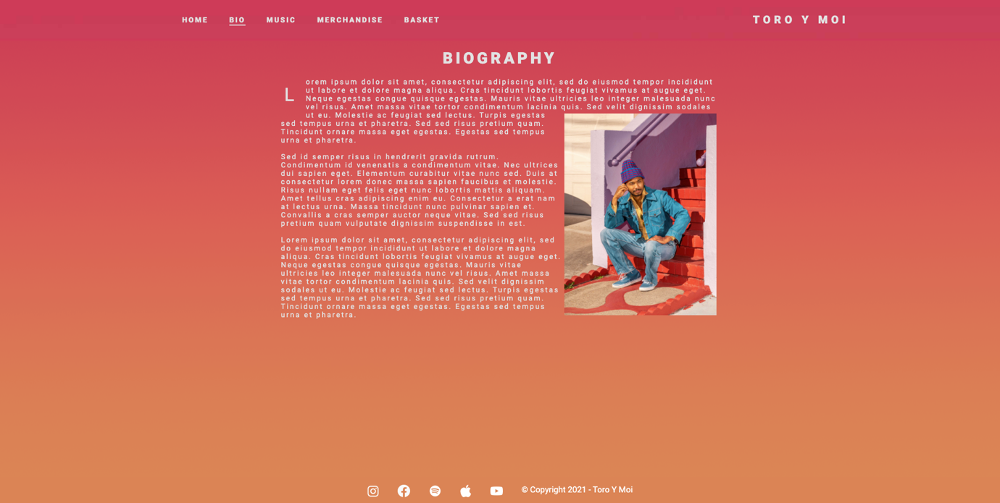 HOME BIO MUSIC MERCHANDISE BASKET TORO Y MOI
BIOGRAPHY
Lorem ipsum dolor sit amet, consectetur adipiscing elit, sed do eiusmod tempor incididunt
ut labore et dolore magna aliqua. Cras tincidunt lobortis feugiat vivamus at augue eget.
Neque egestas congue quisque egestas. Mauris vitae ultricies leo integer malesuada nunc
vel risus. Amet massa vitae tortor condimentum lacinia quis. Sed velit dignissim sodales
ut eu. Molestie ac feugiat sed lectus. Turpis egestas
sed tempus urna et pharetra. Sed sed risus pretium quam.
Tincidunt ornare massa eget egestas. Egestas sed tempus
urna et pharetra.
Sed id semper risus in hendrerit gravida rutrum.
Condimentum id venenatis a condimentum vitae. Nec ultrices
dui sapien eget. Elementum curabitur vitae nunc sed. Duis at
consectetur lorem donec massa sapien faucibus et molestie.
Risus nullam eget felis eget nunc lobortis mattis aliquam.
Amet tellus cras adipiscing enim eu. Consectetur a erat nam
at lectus urna. Massa tincidunt nunc pulvinar sapien et.
Convallis a cras semper auctor neque vitae. Sed sed risus
pretium quam vulputate dignissim suspendisse in est.
Lorem ipsum dolor sit amet, consectetur adipiscing elit, sed
do eiusmod tempor incididunt ut labore et dolore magna
aliqua. Cras tincidunt lobortis feugiat vivamus at augue eget.
Neque egestas congue quisque egestas. Mauris vitae
ultricies leo integer malesuada nunc vel risus. Amet massa
vitae tortor condimentum lacinia quis. Sed velit dignissim
sodales ut eu. Molestie ac feugiat sed lectus. Turpis egestas
sed tempus urna et pharetra. Sed sed risus pretium quam.
Tincidunt ornare massa eget egestas. Egestas sed tempus
urna et pharetra.
© Copyright 2021 - Toro Y Moi